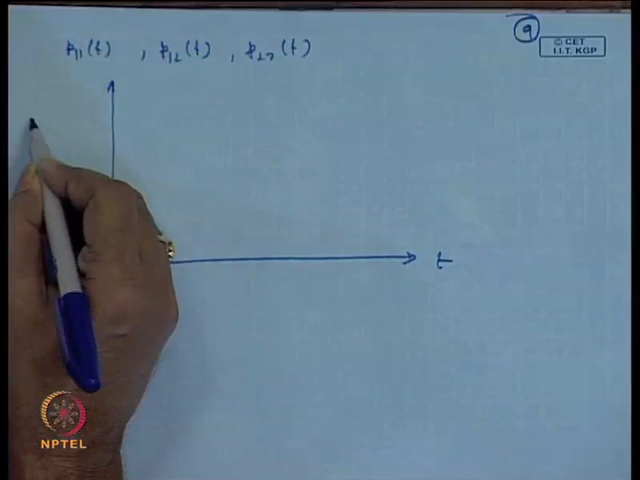 p₁₁(t) , p₁₂(t) , p₂₂(t)
9
© CET
I.I.T. KGP
t
NPTEL